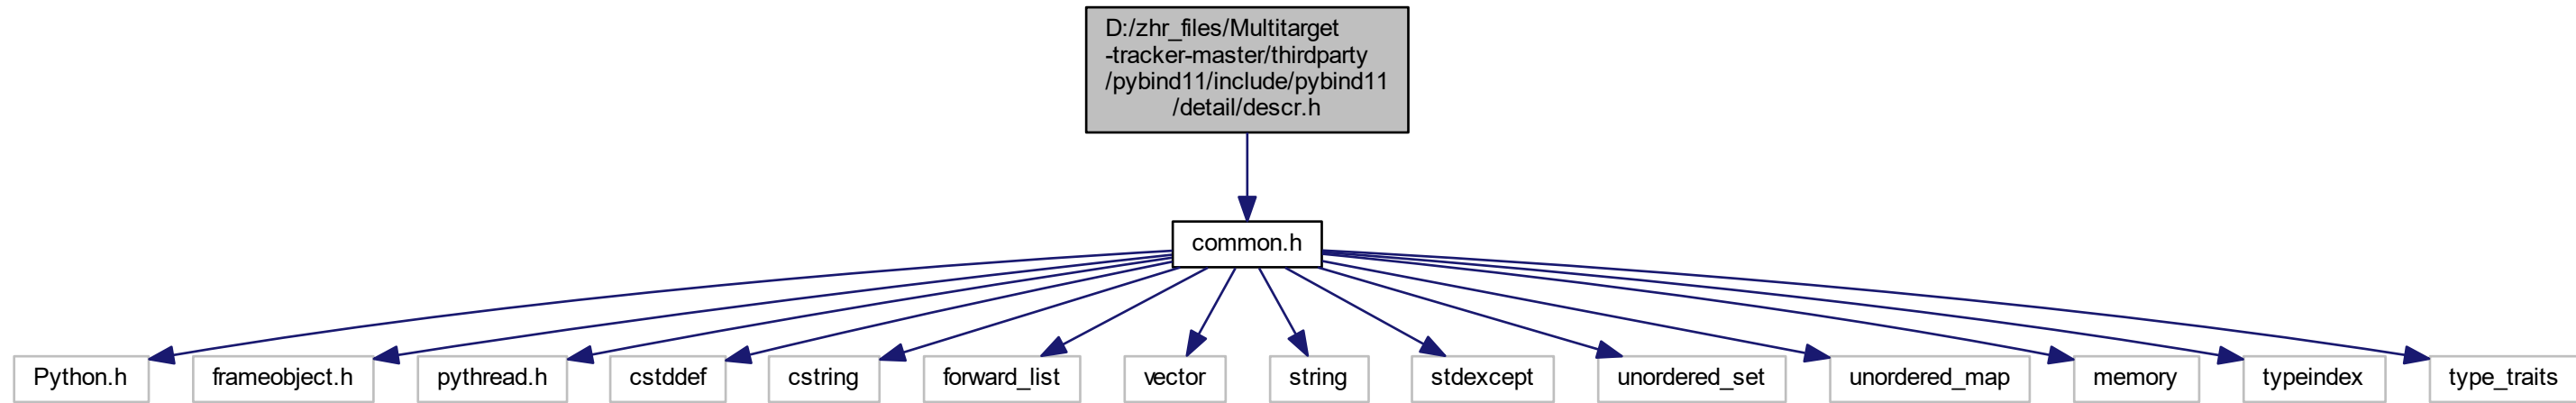 D:/zhr_files/Multitarget
-tracker-master/thirdparty
/pybind11/include/pybind11
/detail/descr.h
common.h
Python.h
frameobject.h
pythread.h
cstddef
cstring
forward_list
vector
string
stdexcept
unordered_set
unordered_map
memory
typeindex
type_traits